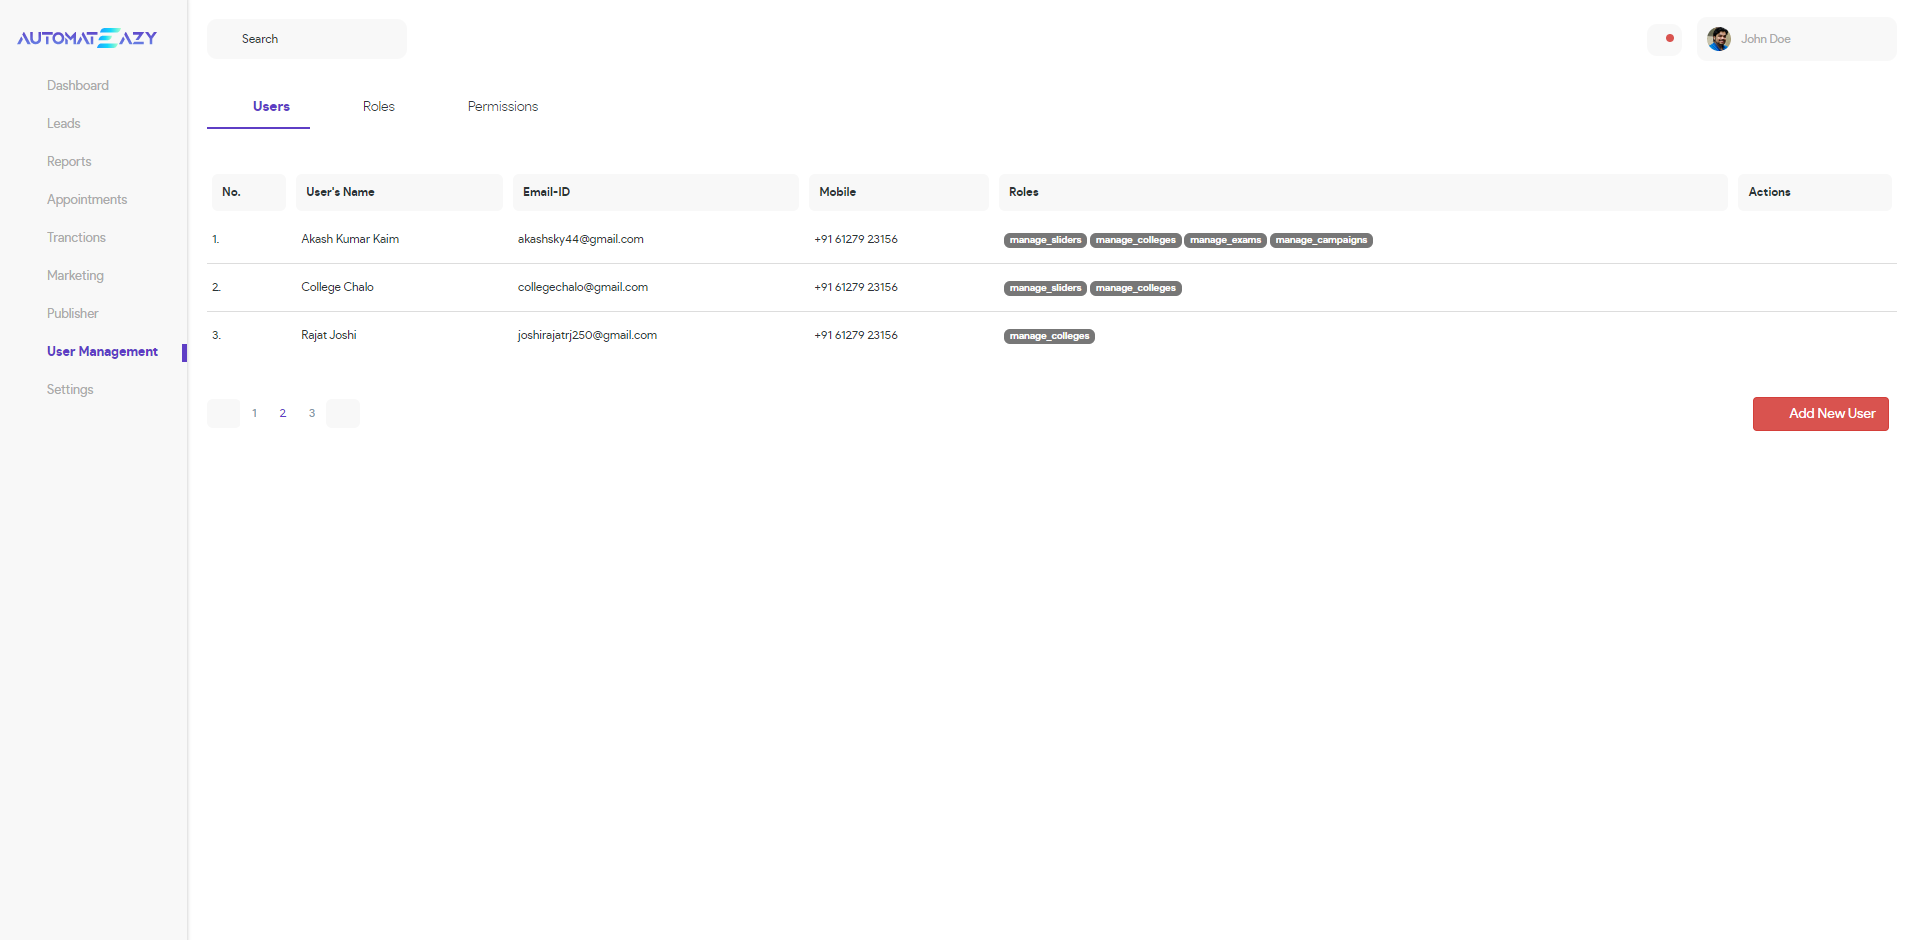 AUTOMATEAZY
Search
John Doe
Dashboard
Leads
Reports
Appointments
Tranctions
Marketing
Publisher
User Management
Settings
Users Roles Permissions
No. User's Name Email-ID Mobile Roles Actions
1. Akash Kumar Kaim akashsky44@gmail.com +91 61279 23156 manage_sliders manage_colleges manage_exams manage_campaigns
2. College Chalo collegechalo@gmail.com +91 61279 23156 manage_sliders manage_colleges
3. Rajat Joshi joshirajatrj250@gmail.com +91 61279 23156 manage_colleges
1 2 3
Add New User